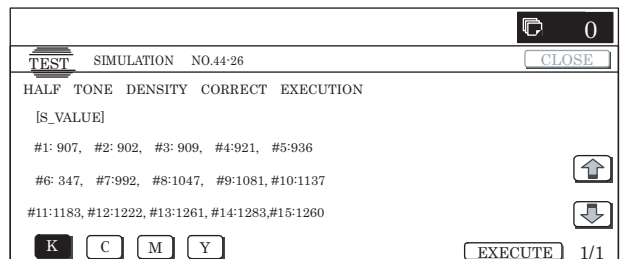 0
TEST SIMULATION NO.44-26 CLOSE
HALF TONE DENSITY CORRECT EXECUTION
[S_VALUE]
#1: 907, #2: 902, #3: 909, #4:921, #5:936
#6: 347, #7:992, #8:1047, #9:1081, #10:1137
#11:1183, #12:1222, #13:1261, #14:1283,#15:1260
K C M Y EXECUTE 1/1